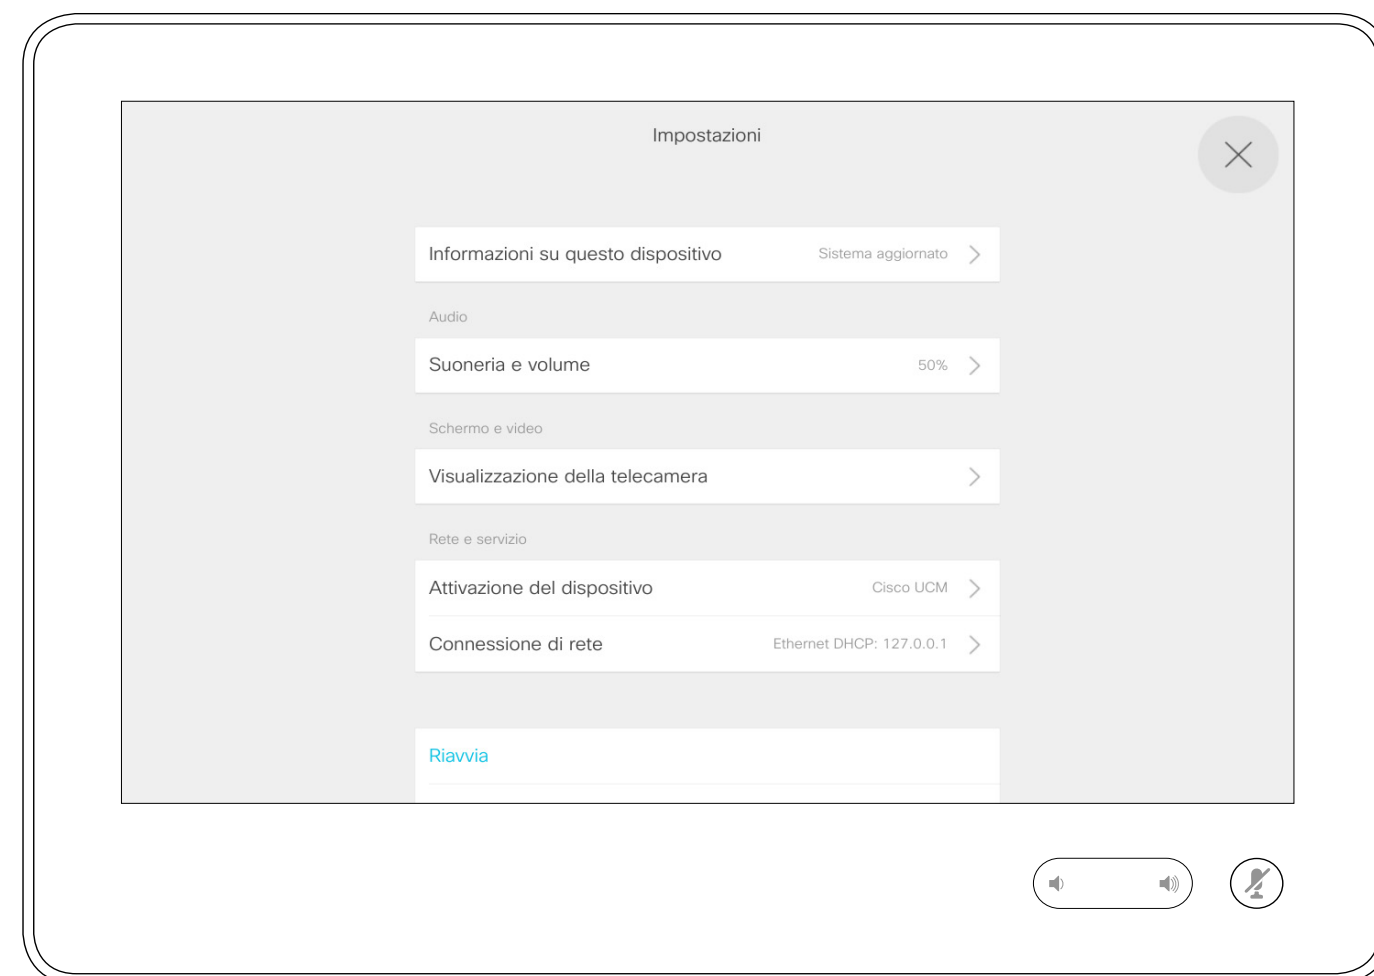 Impostazioni
Informazioni su questo dispositivo Sistema aggiornato
Audio
Suoneria e volume 50%
Schermo e video
Visualizzazione della telecamera
Rete e servizio
Attivazione del dispositivo Cisco UCM
Connessione di rete Ethernet DHCP: 127.0.0.1
Riavvia